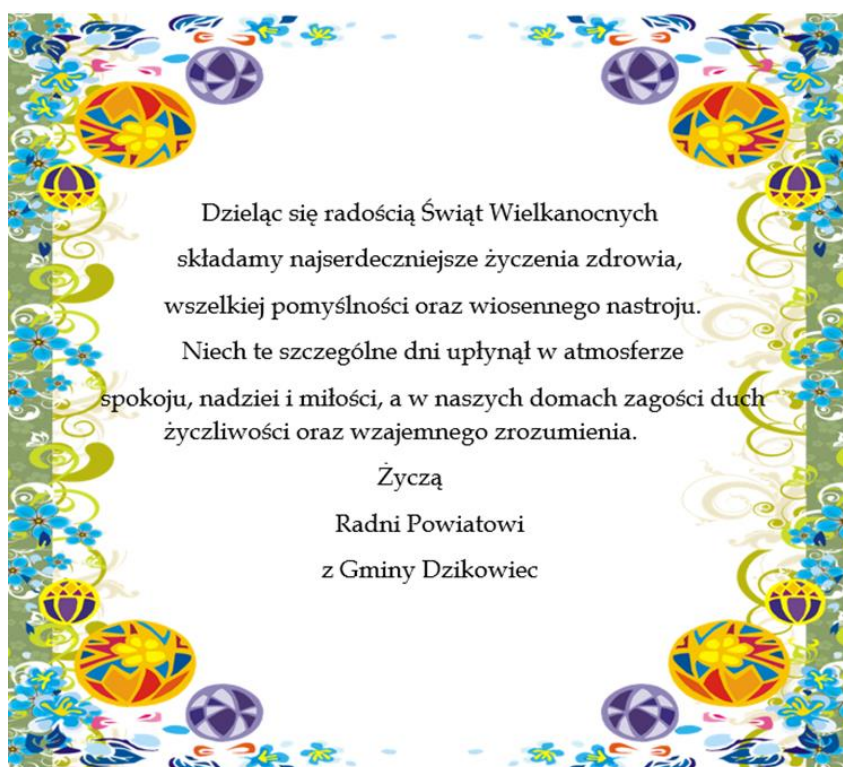 Dzieląc się radością Świąt Wielkanocnych
składamy najserdeczniejsze życzenia zdrowia,
wszelkiej pomyślności oraz wiosennego nastroju.
Niech te szczególne dni upłynął w atmosferze
spokoju, nadziei i miłości, a w naszych domach zagości duch
życzliwości oraz wzajemnego zrozumienia.
Życzą
Radni Powiatowi
z Gminy Dzikowiec